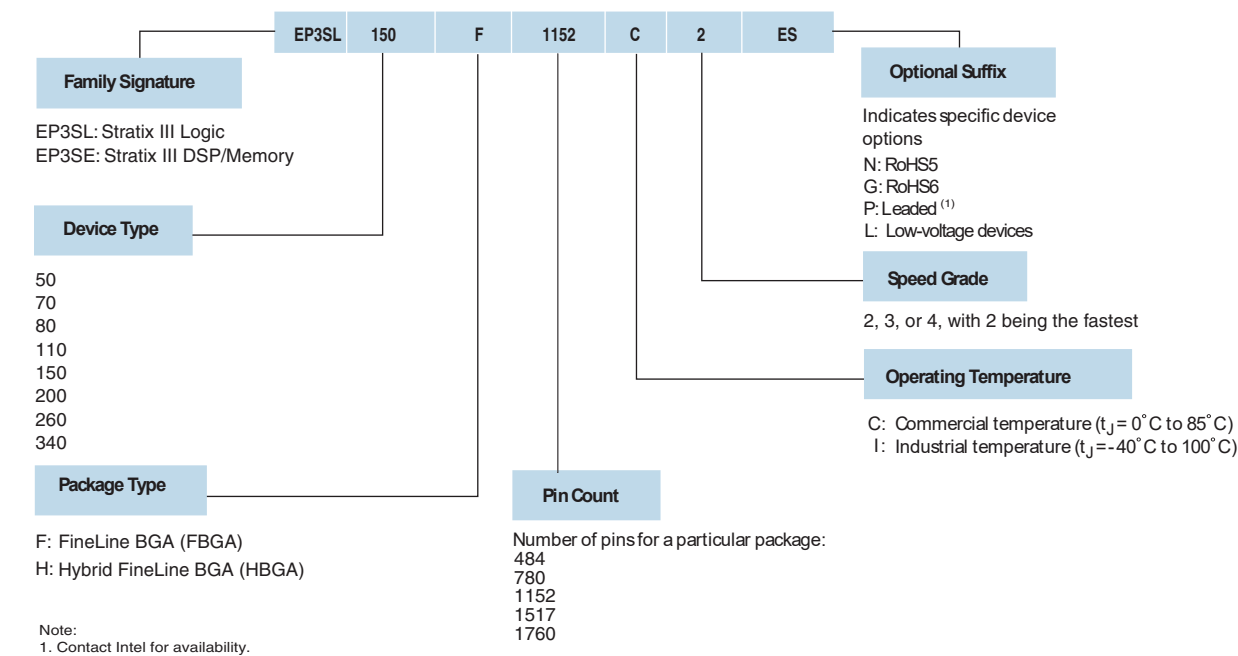 EP3SL 150 F 1152 C 2 ES
Family Signature
EP3SL: Stratix III Logic
EP3SE: Stratix III DSP/Memory
Device Type
50
70
80
110
150
200
260
340
Package Type
F: FineLine BGA (FBGA)
H: Hybrid FineLine BGA (HBGA)
Pin Count
Number of pins for a particular package:
484
780
1152
1517
1760
Optional Suffix
Indicates specific device
options
N: RoHS5
G: RoHS6
P: Leaded (1)
L: Low-voltage devices
Speed Grade
2, 3, or 4, with 2 being the fastest
Operating Temperature
C: Commercial temperature (tJ = 0˚C to 85˚C)
I: Industrial temperature (tJ = -40˚C to 100˚C)
Note:
1. Contact Intel for availability.